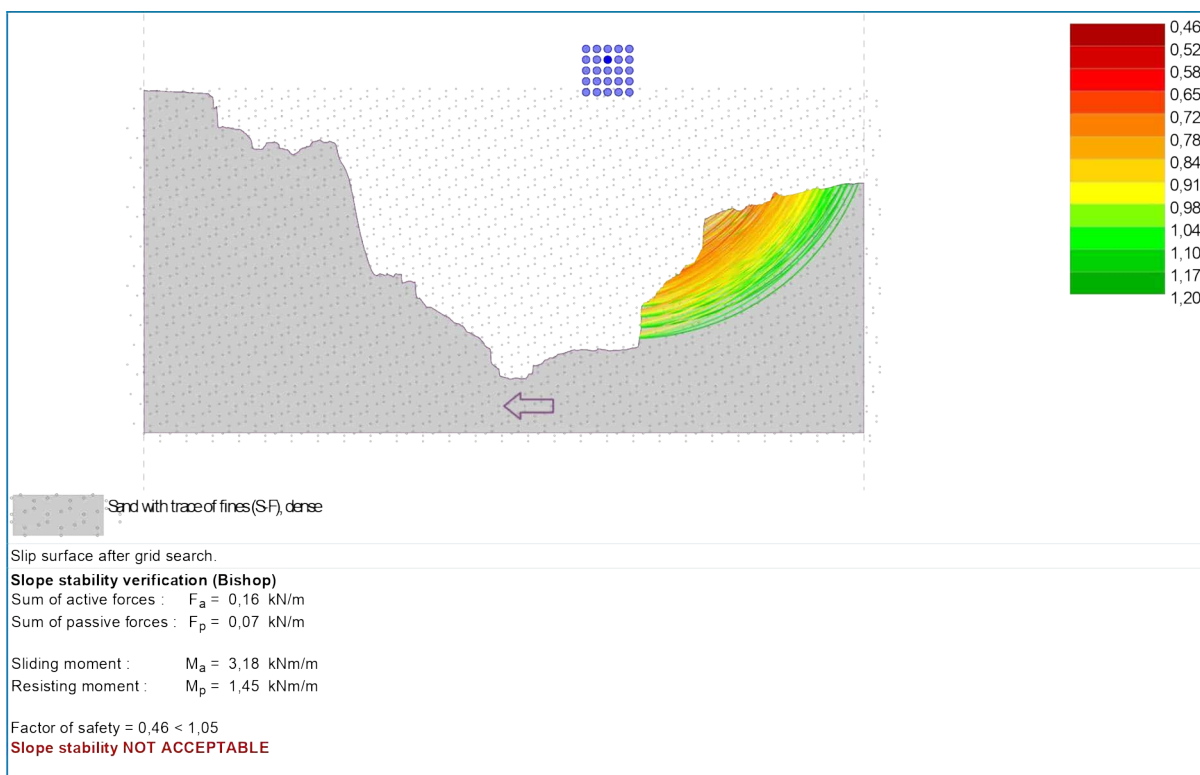 0,46
0,52
0,58
0,65
0,72
0,78
0,84
0,91
0,98
1,04
1,10
1,17
1,20
Sand with trace of fines (S-F), dense
Slip surface after grid search.
Slope stability verification (Bishop)
Sum of active forces : Fa = 0,16 kN/m
Sum of passive forces : Fp = 0,07 kN/m
Sliding moment : Ma = 3,18 kNm/m
Resisting moment : Mp = 1,45 kNm/m
Factor of safety = 0,46 < 1,05
Slope stability NOT ACCEPTABLE